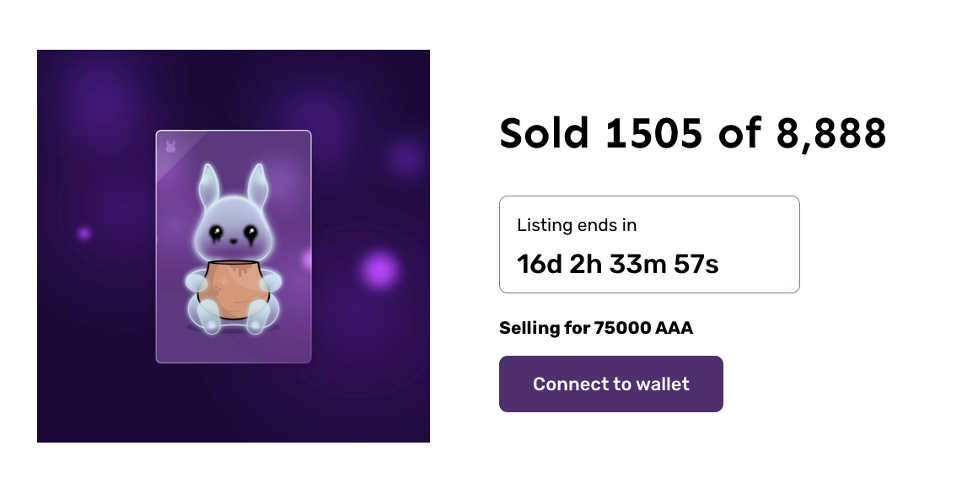 Sold 1505 of 8,888
Listing ends in
16d 2h 33m 57s
Selling for 75000 AAA
Connect to wallet